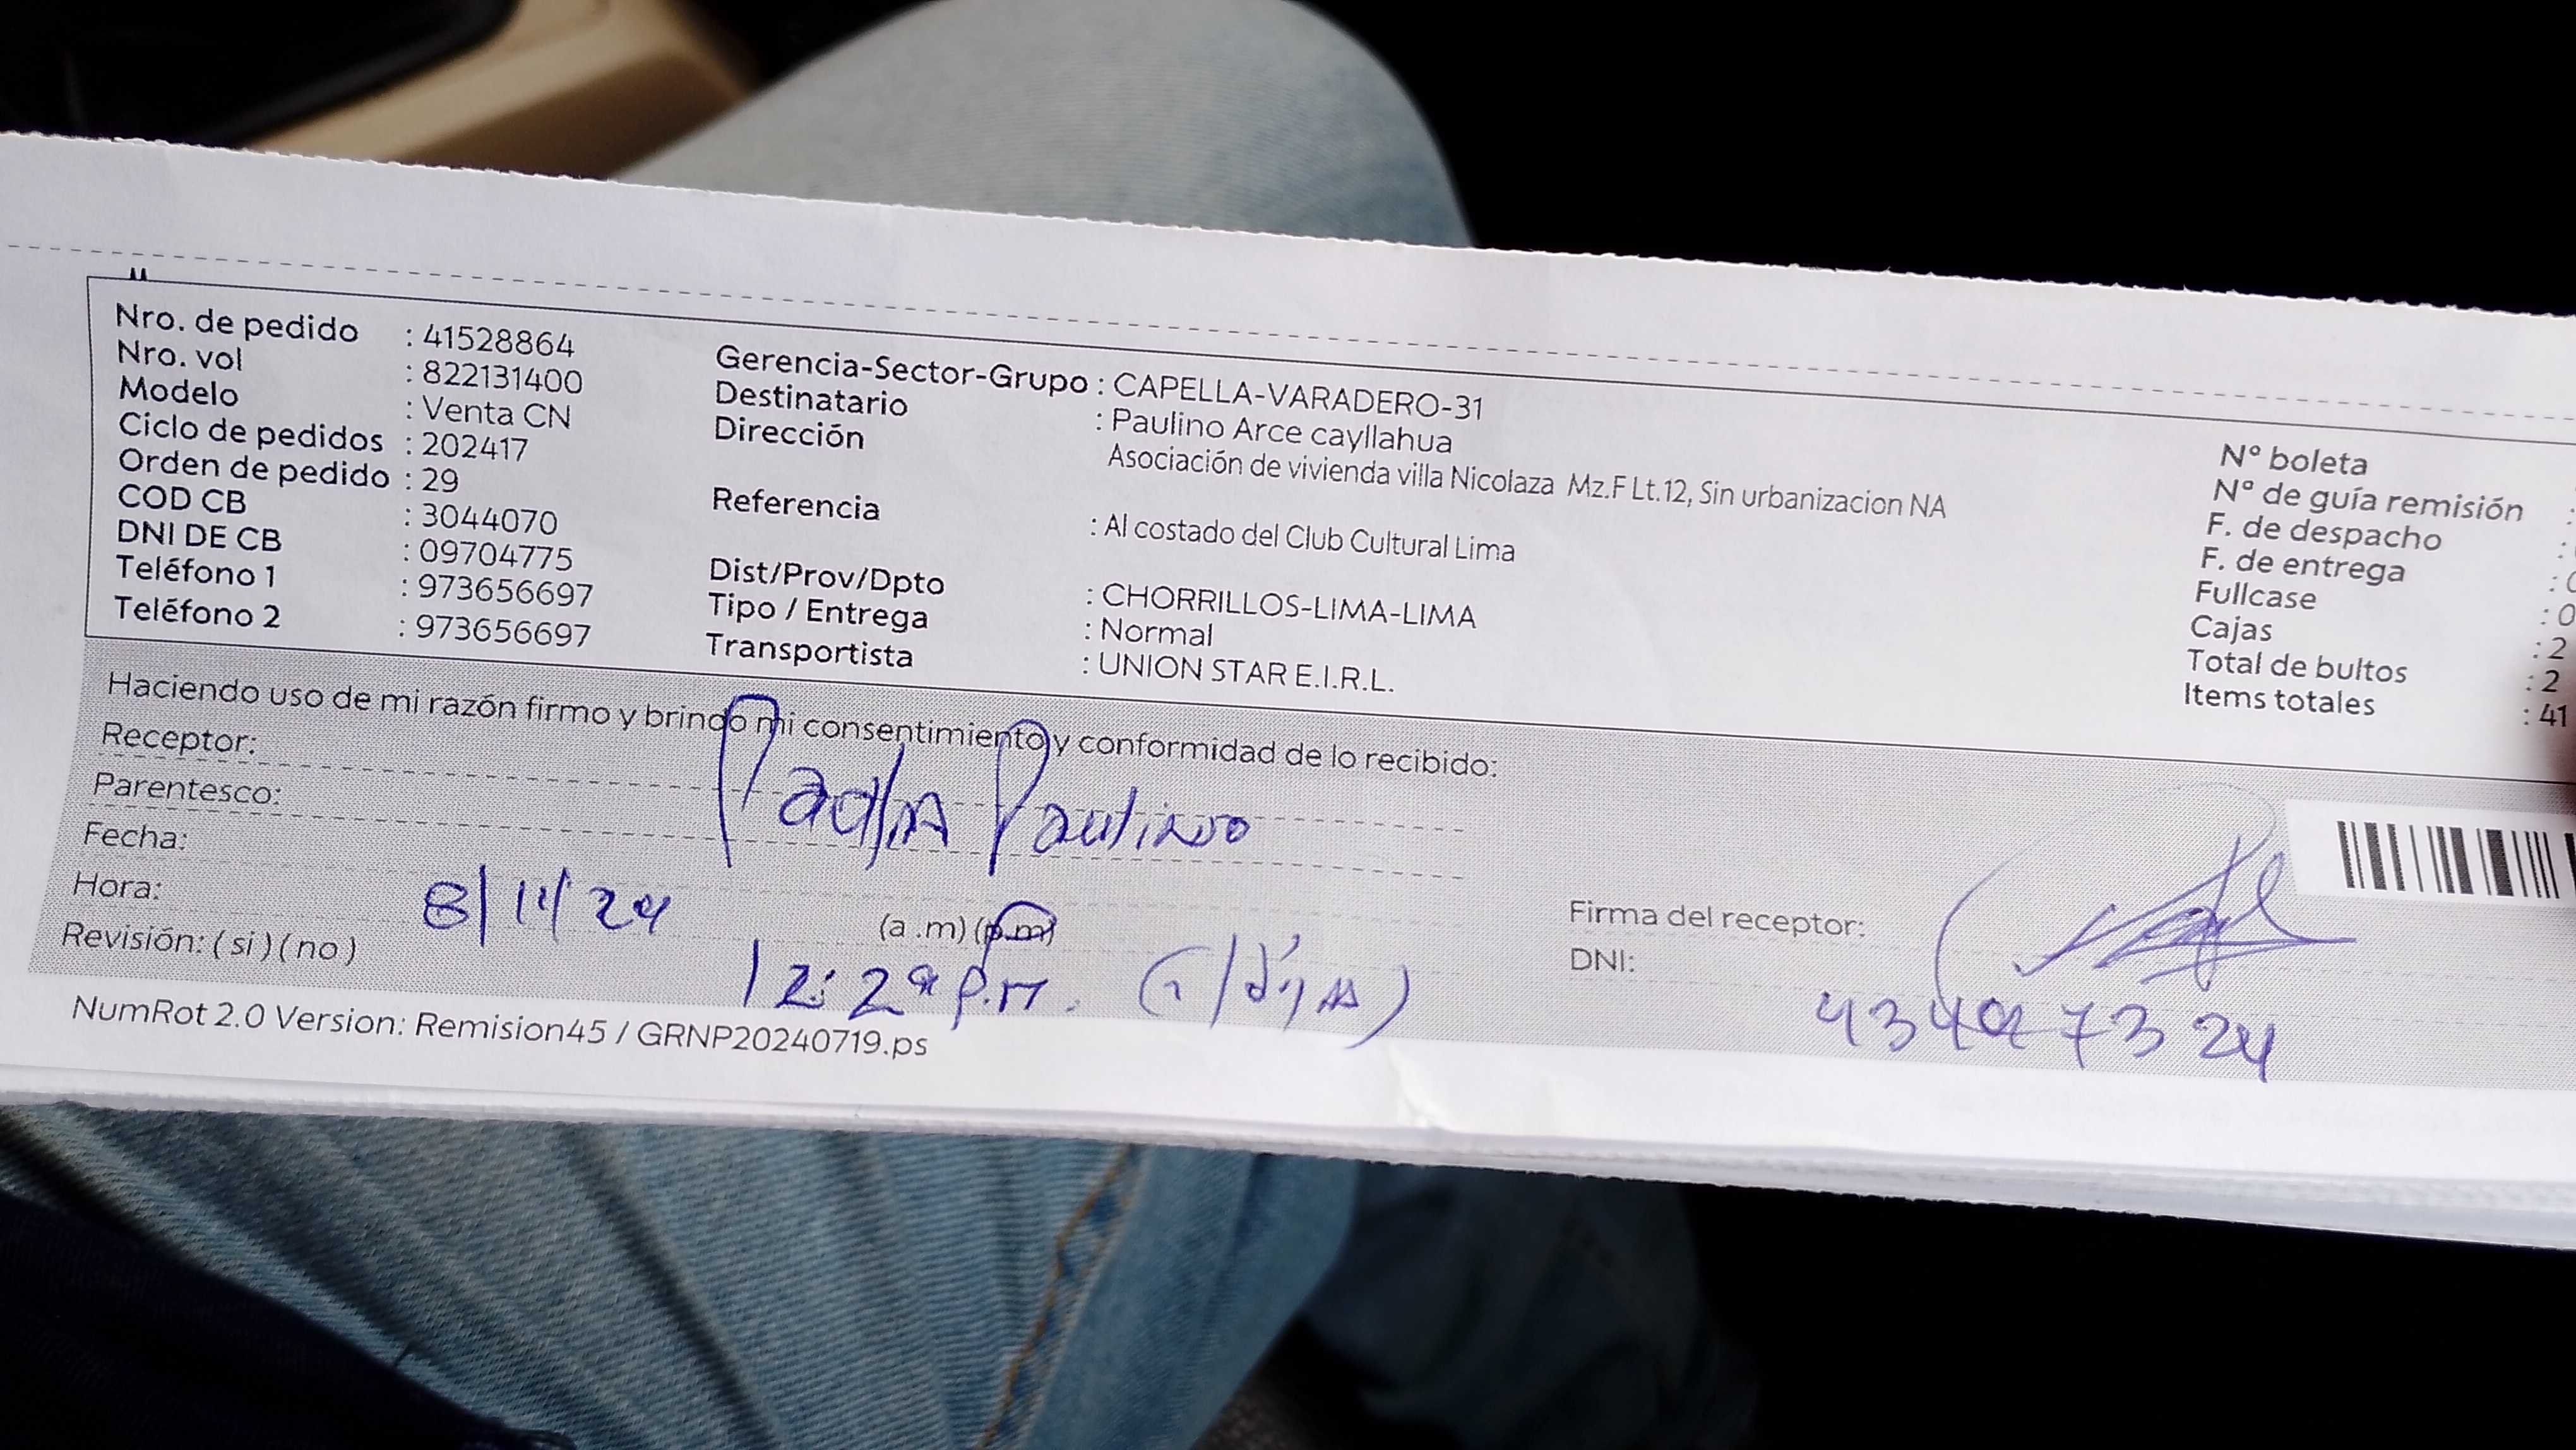 Nro. de pedido : 41528864
Nro. vol : 822131400
Modelo : Venta CN
Ciclo de pedidos : 202417
Orden de pedido : 29
COD CB : 3044070
DNI DE CB : 09704775
Teléfono 1 : 973656697
Teléfono 2 : 973656697
Gerencia-Sector-Grupo : CAPELLA-VARADERO-31
Destinatario : Paulino Arce cayllahua
Dirección Asociación de vivienda villa Nicolaza Mz.F Lt.12, Sin urbanizacion NA
Referencia : Al costado del Club Cultural Lima
Dist/Prov/Dpto : CHORRILLOS-LIMA-LIMA
Tipo / Entrega : Normal
Transportista : UNION STAR E.I.R.L.
N° boleta
N° de guía remisión :
F. de despacho :
F. de entrega :
Fullcase : 0
Cajas : 2
Total de bultos : 2
Items totales : 41
Haciendo uso de mi razón firmo y brindo mi consentimiento y conformidad de lo recibido:
Receptor: Paulino
Parentesco:
Fecha: 8/11/24
Hora: (a .m) (p.m)
12:29 p.m.
Revisión: ( si ) ( no )
Firma del receptor:
DNI:
NumRot 2.0 Version: Remision45 / GRNP20240719.ps